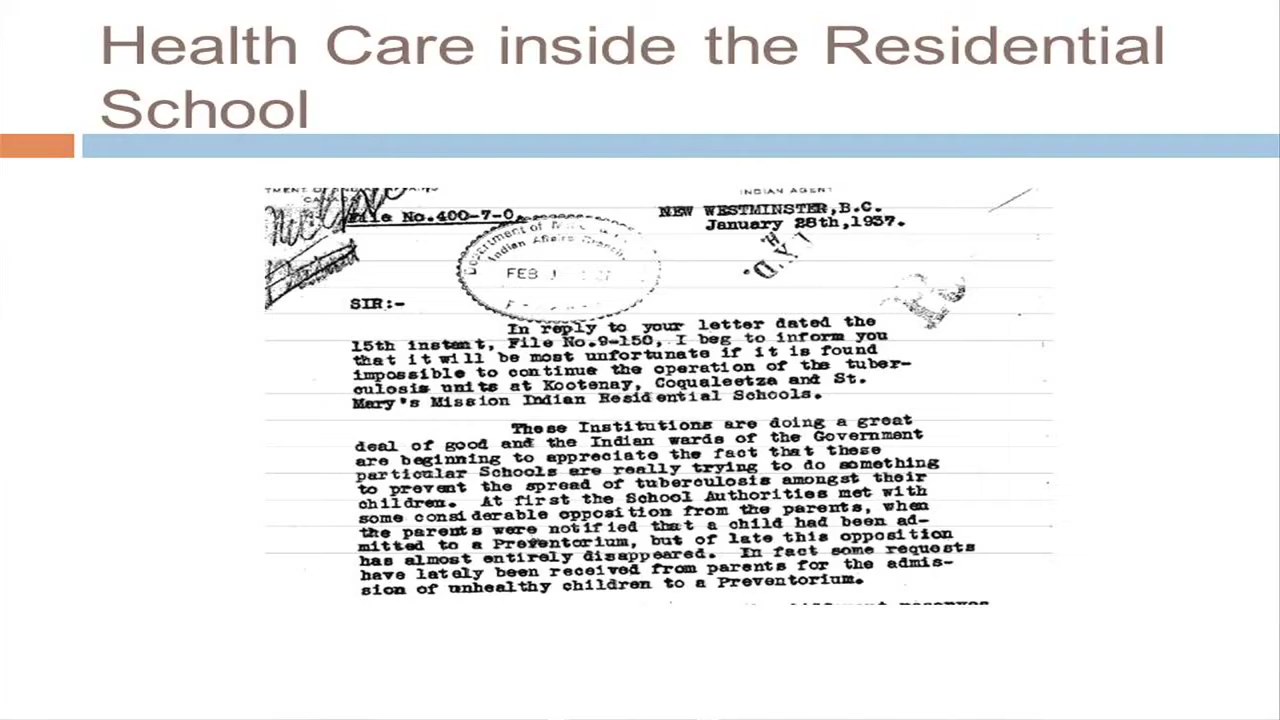 Health Care inside the Residential
School
INDIAN AGENT
File No.400-7-0.
NEW WESTMINSTER,B.C.
January 28th,1937.
Department of
Indian Affairs Branch
FEB
SIR:-
In reply to your letter dated the
15th instant, File No.9-150, I beg to inform you
that it will be most unfortunate if it is found
impossible to continue the operation of the tuber-
culosis units at Kootenay, Coqualeetza and St.
Mary's Mission Indian Residential Schools.
These Institutions are doing a great
deal of good and the Indian wards of the Government
are beginning to appreciate the fact that these
particular Schools are really trying to do something
to prevent the spread of tuberculosis amongst their
children. At first the School Authorities met with
some considerable opposition from the parents, when
the parents were notified that a child had been ad-
mitted to a Preventorium, but of late this opposition
has almost entirely disappeared. In fact some requests
have lately been received from parents for the admis-
sion of unhealthy children to a Preventorium.